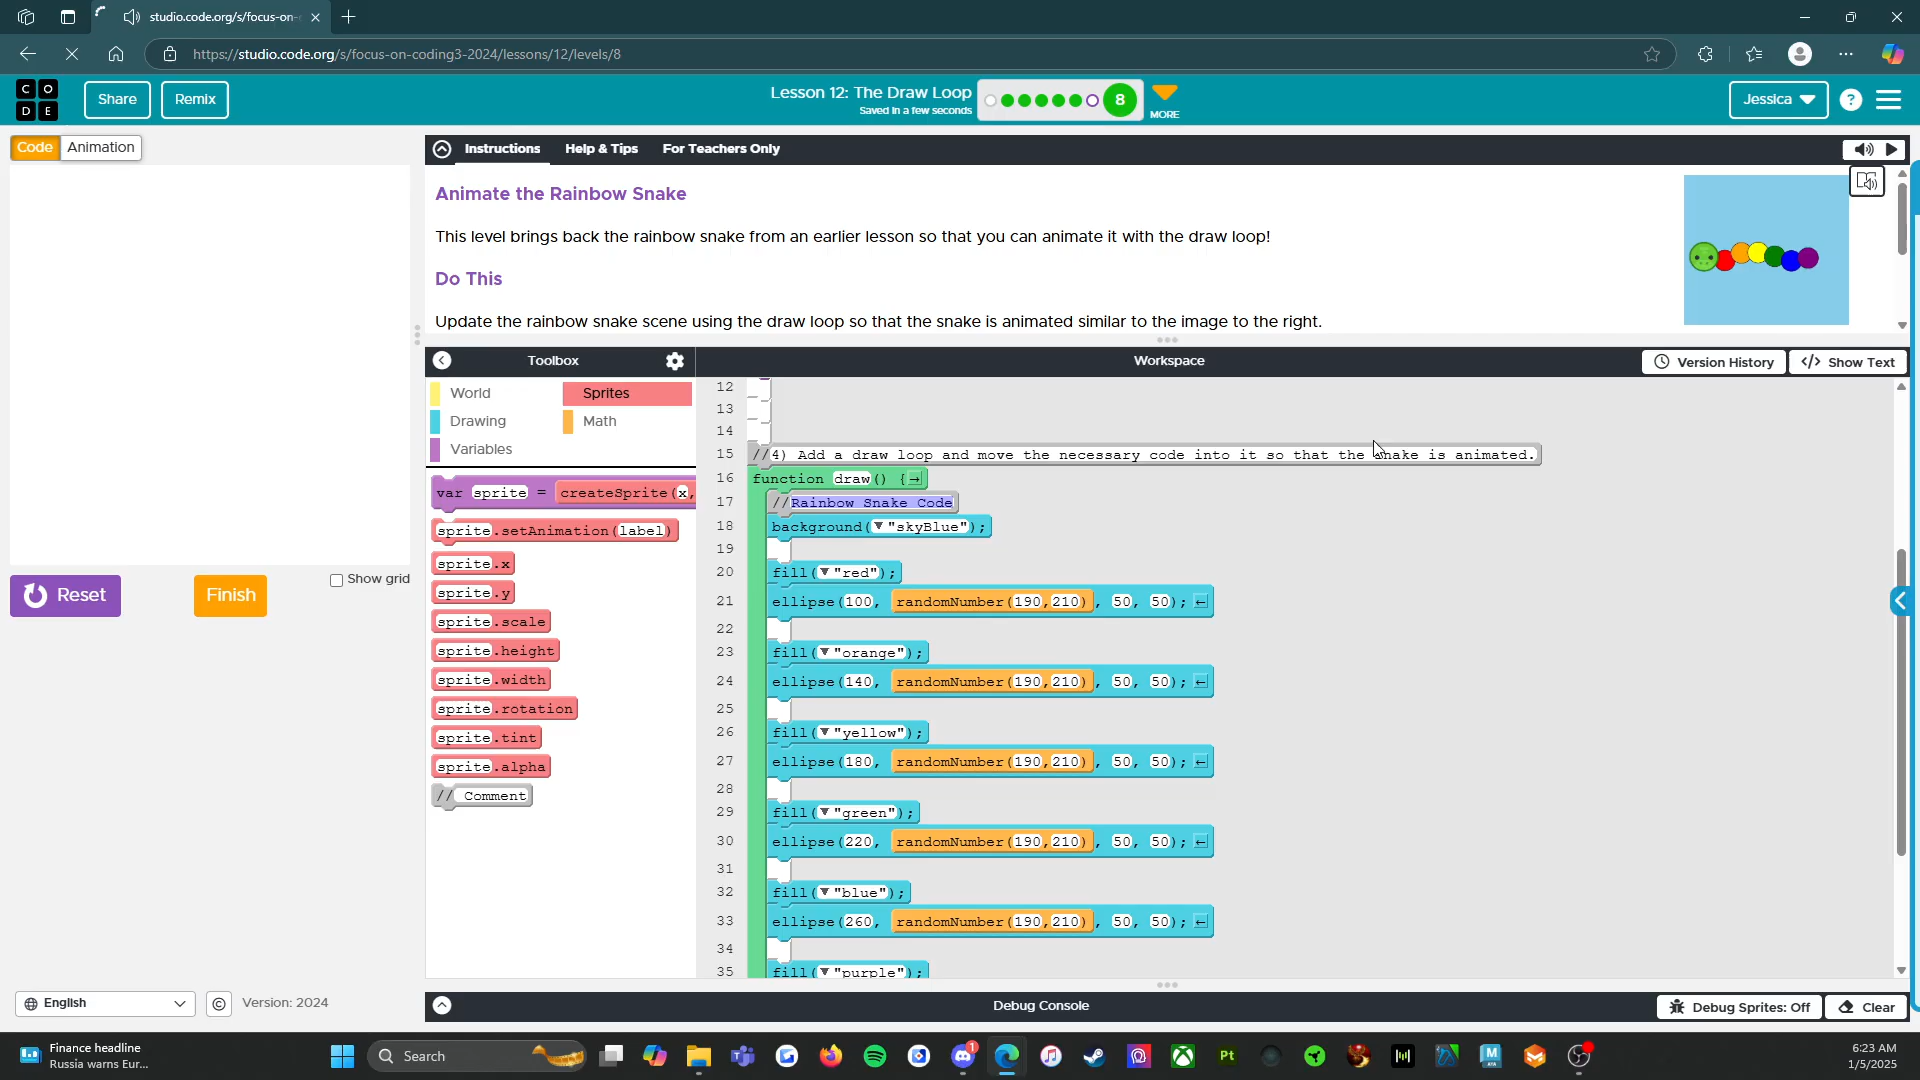 studio.code.org/s/focus-on-
https://studio.code.org/s/focus-on-coding3-2024/lessons/12/levels/8
C O
D E
Share
Remix
Lesson 12: The Draw Loop
Saved in a few seconds
8
MORE
Jessica
?
Code
Animation
Instructions
Help & Tips
For Teachers Only
Animate the Rainbow Snake
This level brings back the rainbow snake from an earlier lesson so that you can animate it with the draw loop!
Do This
Update the rainbow snake scene using the draw loop so that the snake is animated similar to the image to the right.
Toolbox
Workspace
Version History
</> Show Text
World
Sprites
Drawing
Math
Variables
var sprite = createSprite(x,
sprite.setAnimation(label)
sprite.x
sprite.y
sprite.scale
sprite.height
sprite.width
sprite.rotation
sprite.tint
sprite.alpha
// Comment
12
13
14
15 //4) Add a draw loop and move the necessary code into it so that the snake is animated.
16 function draw() {
17 //Rainbow Snake Code
18 background(▼"skyBlue");
19
20 fill(▼"red");
21 ellipse(100, randomNumber(190,210), 50, 50);
22
23 fill(▼"orange");
24 ellipse(140, randomNumber(190,210), 50, 50);
25
26 fill(▼"yellow");
27 ellipse(180, randomNumber(190,210), 50, 50);
28
29 fill(▼"green");
30 ellipse(220, randomNumber(190,210), 50, 50);
31
32 fill(▼"blue");
33 ellipse(260, randomNumber(190,210), 50, 50);
34
35 fill(▼"purple");
Reset
Finish
Show grid
English
©
Version: 2024
Debug Console
Debug Sprites: Off
Clear
Finance headline
Russia warns Eur...
Search
1
Pt
M
6:23 AM
1/5/2025